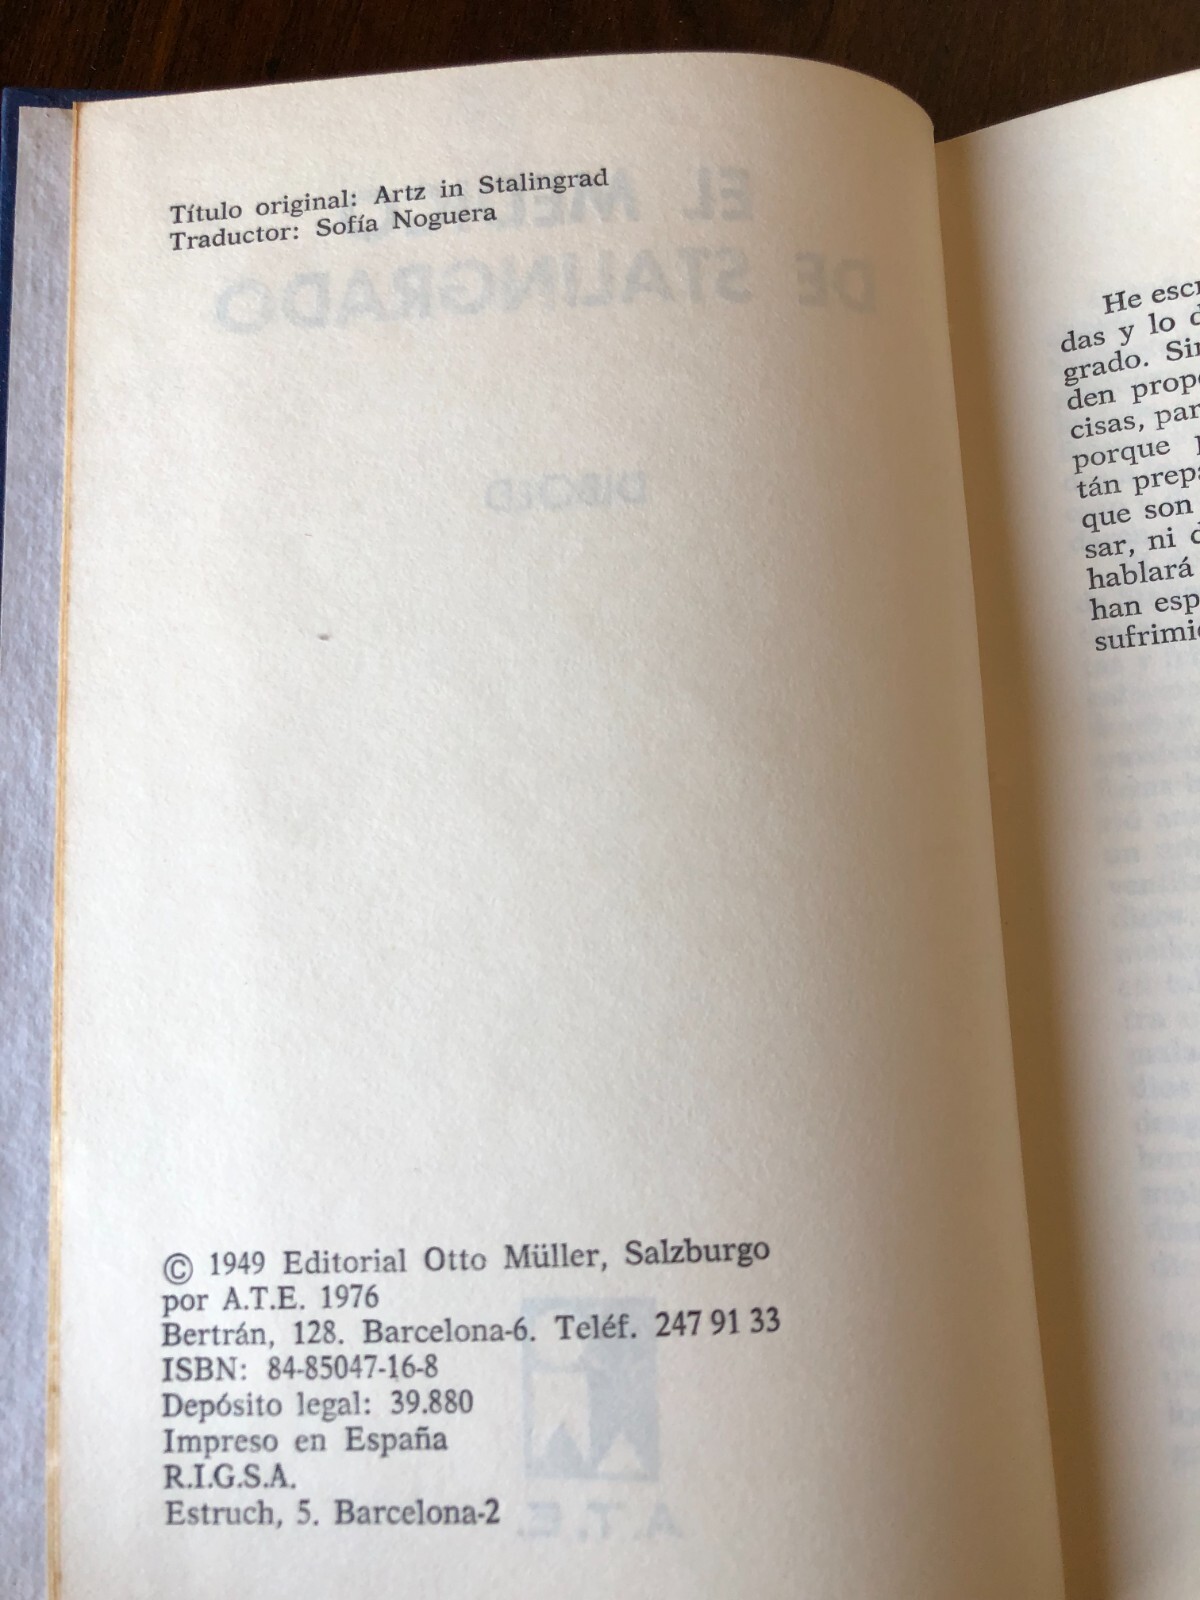 Título original: Artz in Stalingrad
Traductor: Sofía Noguera
© 1949 Editorial Otto Müller, Salzburgo
por A.T.E. 1976
Bertrán, 128. Barcelona-6. Teléf. 247 91 33
ISBN: 84-85047-16-8
Depósito legal: 39.880
Impreso en España
R.I.G.S.A.
Estruch, 5. Barcelona-2
He escr
das y lo d
grado. Sin
den prop
cisas, par
porque
tán prep
que son
sar, ni d
hablará
han esp
sufrimi